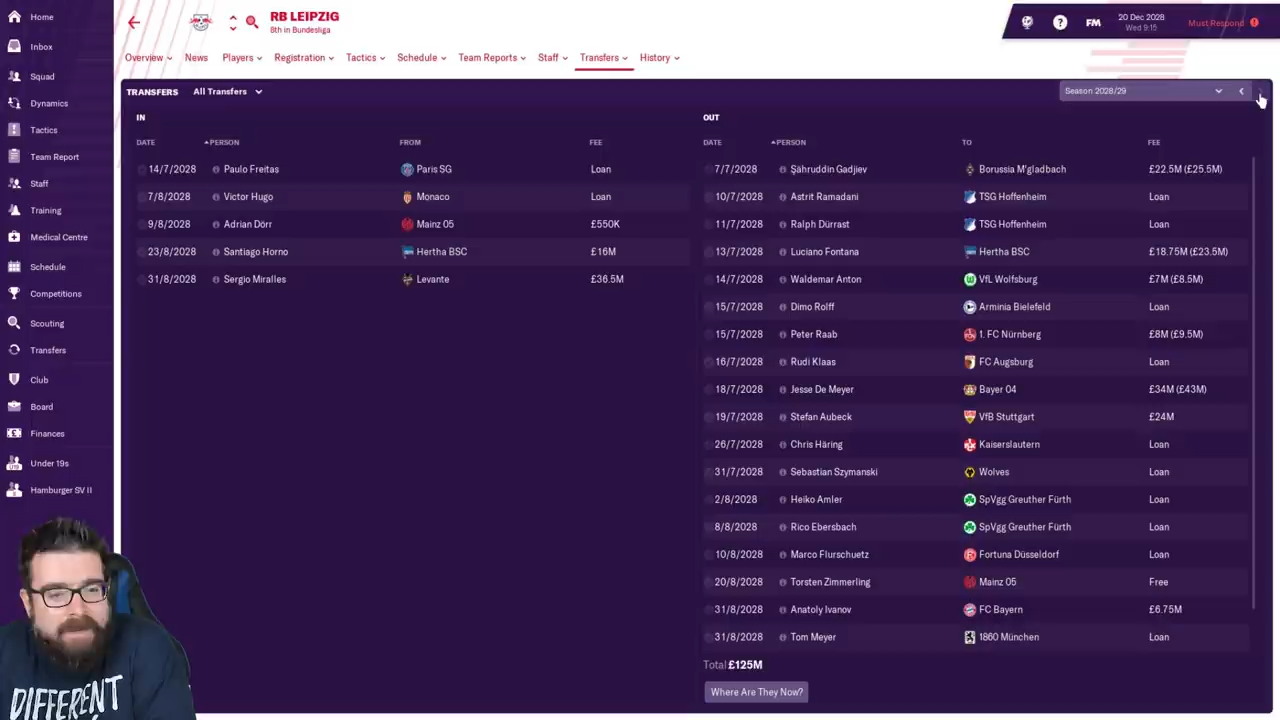 Home
Inbox
Squad
Dynamics
Tactics
Team Report
Staff
Training
Medical Centre
Schedule
Competitions
Scouting
Transfers
Club
Board
Finances
Under 19s
Hamburger SV II
RB LEIPZIG
8th in Bundesliga
FM
20 Dec 2028
Wed 9:15
Must Respond
Overview News Players Registration Tactics Schedule Team Reports Staff Transfers History
TRANSFERS All Transfers
Season 2028/29
IN
DATE PERSON FROM FEE
14/7/2028 Paulo Freitas Paris SG Loan
7/8/2028 Victor Hugo Monaco Loan
9/8/2028 Adrian Dörr Mainz 05 £550K
23/8/2028 Santiago Horno Hertha BSC £16M
31/8/2028 Sergio Miralles Levante £36.5M
OUT
DATE PERSON TO FEE
7/7/2028 Şähruddin Gadjiev Borussia M'gladbach £22.5M (£25.5M)
10/7/2028 Astrit Ramadani TSG Hoffenheim Loan
11/7/2028 Ralph Dürrast TSG Hoffenheim Loan
13/7/2028 Luciano Fontana Hertha BSC £18.75M (£23.5M)
14/7/2028 Waldemar Anton VfL Wolfsburg £7M (£8.5M)
15/7/2028 Dimo Rolff Arminia Bielefeld Loan
15/7/2028 Peter Raab 1. FC Nürnberg £8M (£9.5M)
16/7/2028 Rudi Klaas FC Augsburg Loan
18/7/2028 Jesse De Meyer Bayer 04 £34M (£43M)
19/7/2028 Stefan Aubeck VfB Stuttgart £24M
26/7/2028 Chris Häring Kaiserslautern Loan
31/7/2028 Sebastian Szymanski Wolves Loan
2/8/2028 Heiko Amler SpVgg Greuther Fürth Loan
8/8/2028 Rico Ebersbach SpVgg Greuther Fürth Loan
10/8/2028 Marco Flurschuetz Fortuna Düsseldorf Loan
20/8/2028 Torsten Zimmerling Mainz 05 Free
31/8/2028 Anatoly Ivanov FC Bayern £6.75M
31/8/2028 Tom Meyer 1860 München Loan
Total £125M
Where Are They Now?
DIFFERENT